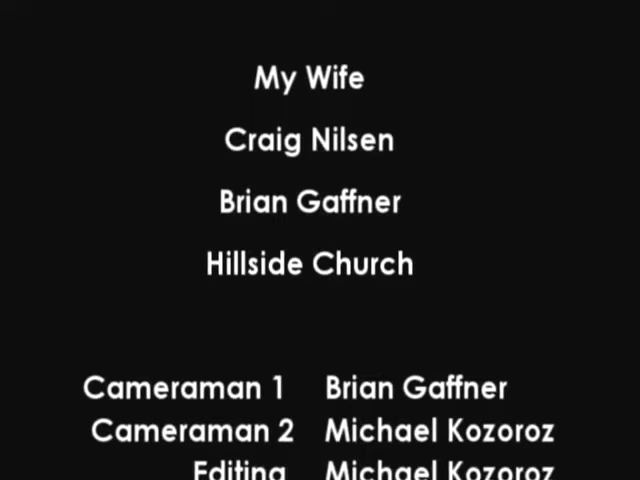 My Wife
Craig Nilsen
Brian Gaffner
Hillside Church
Cameraman 1 Brian Gaffner
Cameraman 2 Michael Kozoroz
Editing Michael Kozoroz